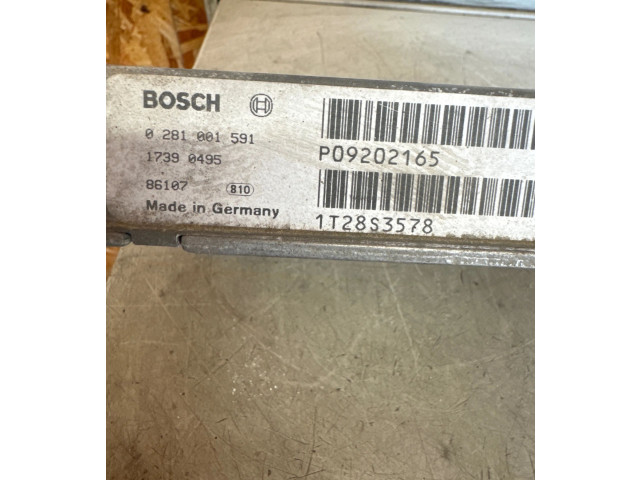 BOSCH
0 281 001 591
1739 0495
86107 810
Made in Germany
P09202165
1T28S3578